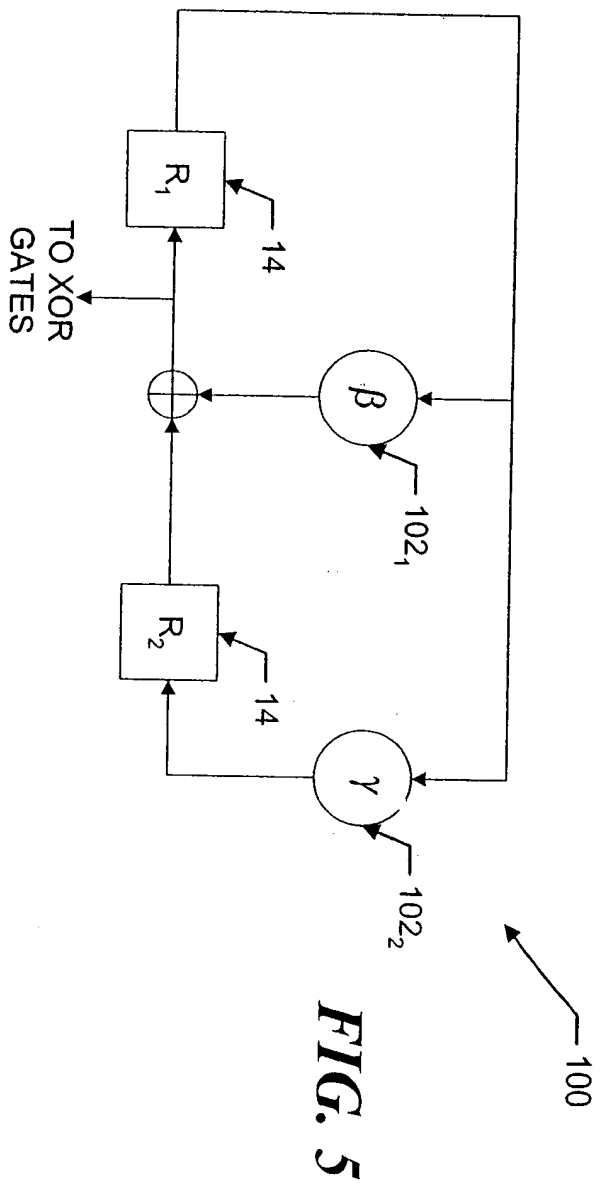 100
102₁
102₂
β
γ
FIG. 5
14
14
R₁
R₂
TO XOR
GATES